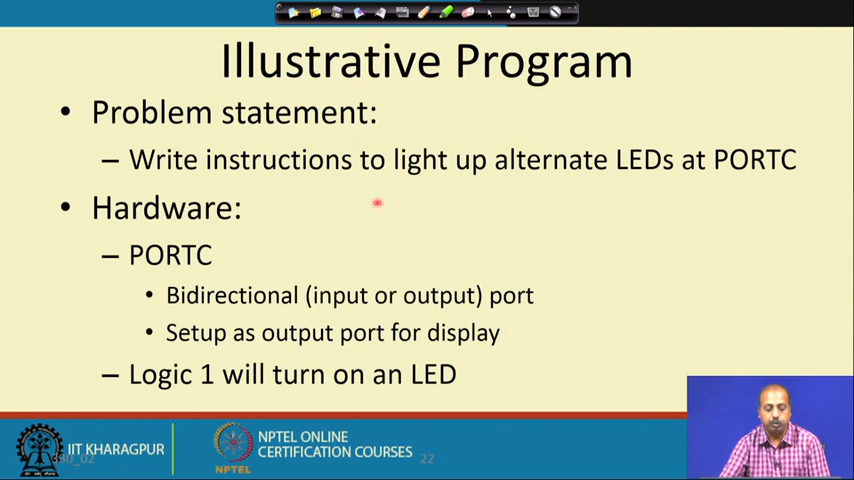 Illustrative Program
• Problem statement:
– Write instructions to light up alternate LEDs at PORTC
• Hardware:
– PORTC
• Bidirectional (input or output) port
• Setup as output port for display
– Logic 1 will turn on an LED
IIT KHARAGPUR
NPTEL
NPTEL ONLINE
CERTIFICATION COURSES
22